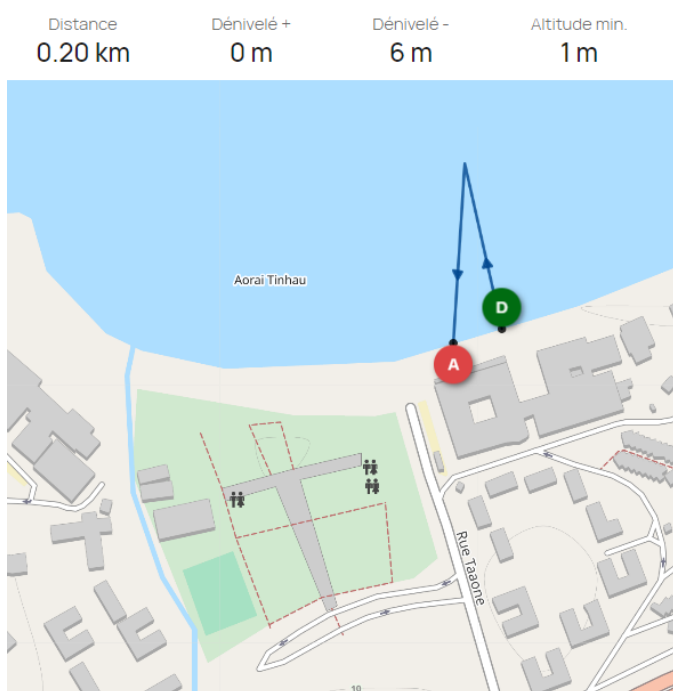 Distance
Dénivelé +
Dénivelé -
Altitude min.
0.20 km
0 m
6 m
1 m
Aorai Tinhau
D
A
Rue Taaone
10